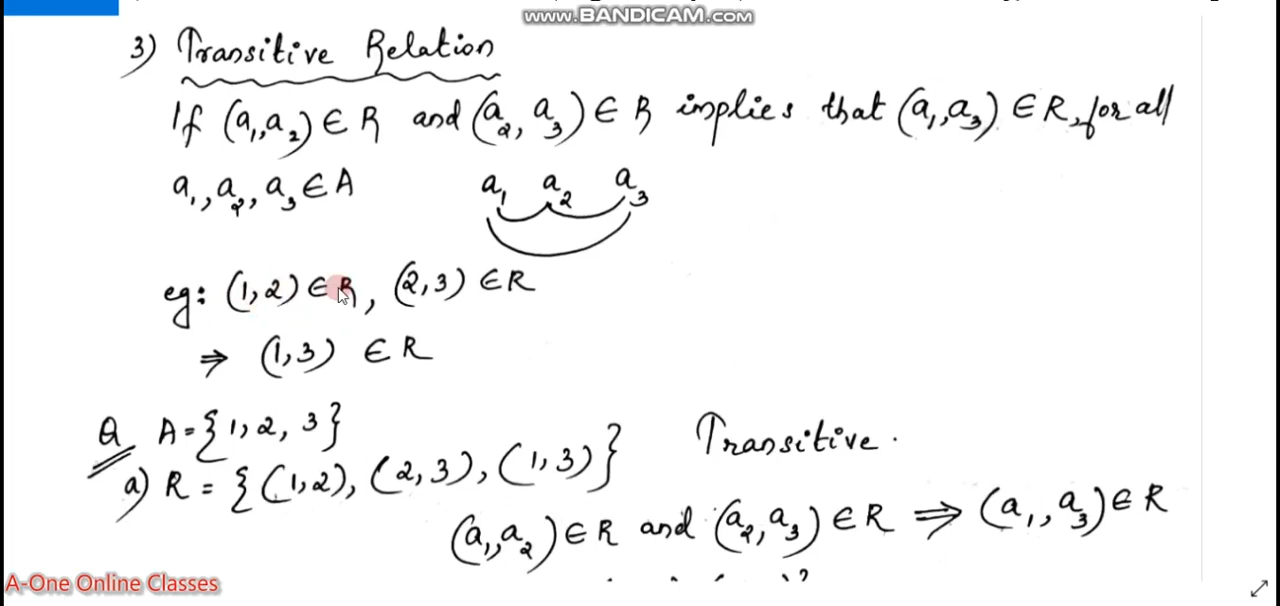 www.BANDICAM.com
3) Transitive Relation
If (a₁,a₂) ∈ R and (a₂, a₃) ∈ R implies that (a₁,a₃) ∈ R, for all
a₁, a₂, a₃ ∈ A
a₁ a₂ a₃
eg: (1,2) ∈ R, (2,3) ∈ R
⇒ (1,3) ∈ R
Q A = {1, 2, 3}
a) R = {(1,2), (2,3), (1,3)} Transitive.
(a₁,a₂) ∈ R and (a₂,a₃) ∈ R ⇒ (a₁,a₃) ∈ R
A-One Online Classes